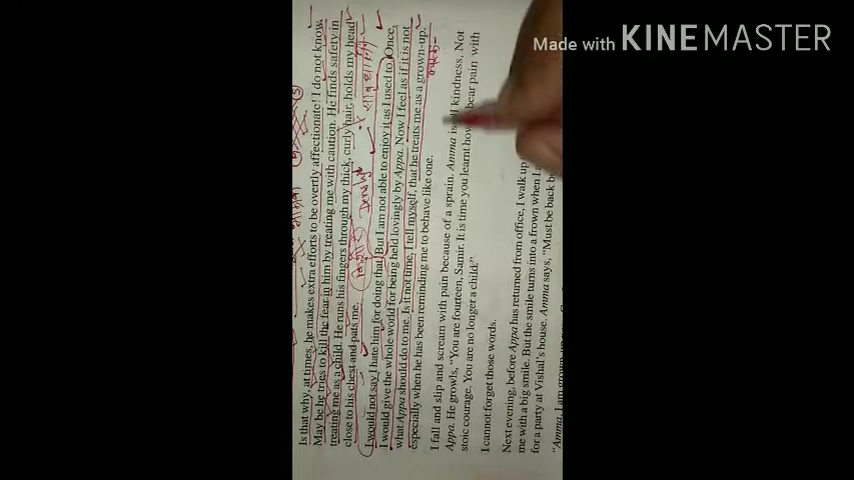 Is that why, at times, he makes extra efforts to be overtly affectionate! I do not know.
May be he tries to kill the fear in him by treating me with caution. He finds safety in
treating me as a child. He runs his fingers through my thick, curly hair, holds my head
close to his chest and pats me.
I would not say I hate him for doing that. But I am not able to enjoy it as I used to. Once,
I would give the whole world for being held lovingly by Appa. Now I feel as if it is not
what Appa should do to me. Is it not time, I tell myself, that he treats me as a grown-up,
especially when he has been reminding me to behave like one.
I fall and slip and scream with pain because of a sprain. Amma is all kindness. Not
Appa. He growls, “You are fourteen, Samir. It is time you learnt how bear pain with
stoic courage. You are no longer a child.”
I cannot forget those words.
Next evening, before Appa has returned from office, I walk up
me with a big smile. But the smile turns into a frown when I
for a party at Vishal's house. Amma says, “Must be back
Made with KINEMASTER